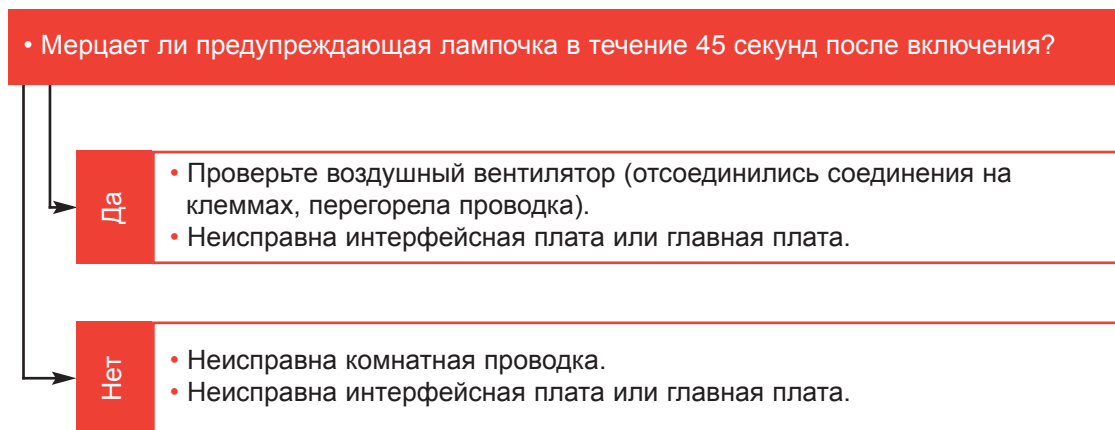 • Мерцает ли предупреждающая лампочка в течение 45 секунд после включения?
Да
• Проверьте воздушный вентилятор (отсоединились соединения на
клеммах, перегорела проводка).
• Неисправна интерфейсная плата или главная плата.
Нет
• Неисправна комнатная проводка.
• Неисправна интерфейсная плата или главная плата.